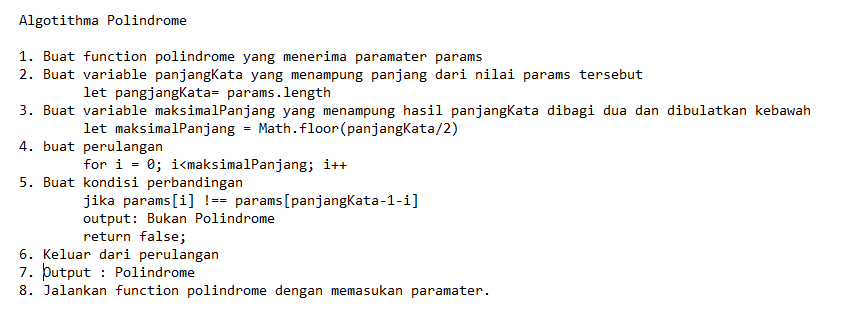 Algotithma Polindrome
1. Buat function polindrome yang menerima paramater params
2. Buat variable panjangKata yang menampung panjang dari nilai params tersebut
let pangjangKata= params.length
3. Buat variable maksimalPanjang yang menampung hasil panjangKata dibagi dua dan dibulatkan kebawah
let maksimalPanjang = Math.floor(panjangKata/2)
4. buat perulangan
for i = 0; i<maksimalPanjang; i++
5. Buat kondisi perbandingan
jika params[i] !== params[panjangKata-1-i]
output: Bukan Polindrome
return false;
6. Keluar dari perulangan
7. Output : Polindrome
8. Jalankan function polindrome dengan memasukan paramater.